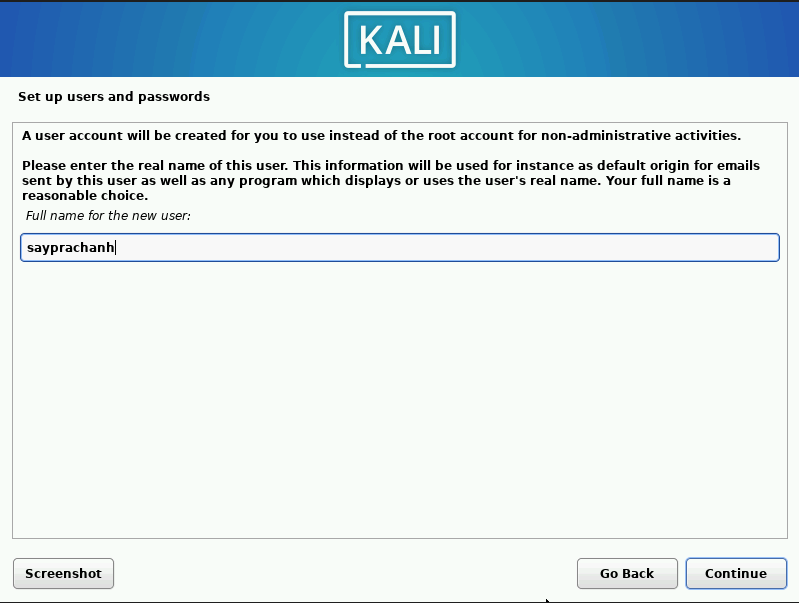 KALI
Set up users and passwords
A user account will be created for you to use instead of the root account for non-administrative activities.
Please enter the real name of this user. This information will be used for instance as default origin for emails
sent by this user as well as any program which displays or uses the user's real name. Your full name is a
reasonable choice.
Full name for the new user:
sayprachanh
Screenshot
Go Back
Continue